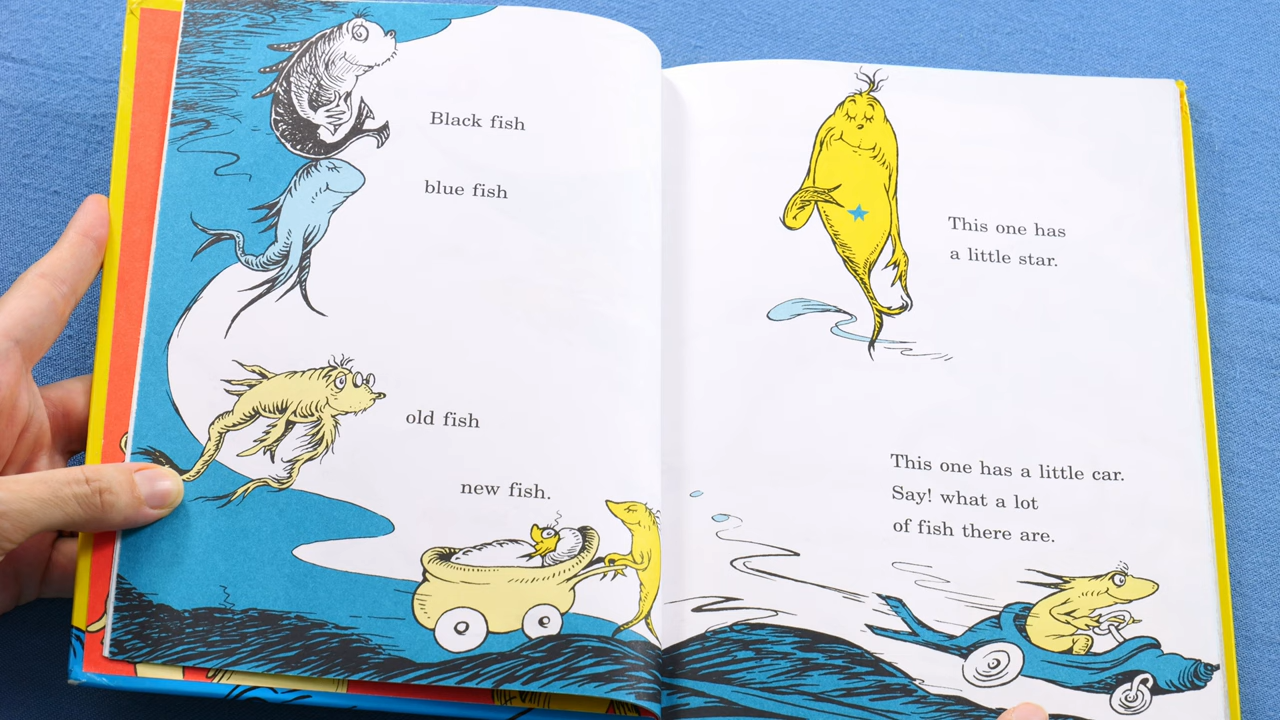 Black fish
blue fish
old fish
new fish.
This one has
a little star.
This one has a little car.
Say! what a lot
of fish there are.